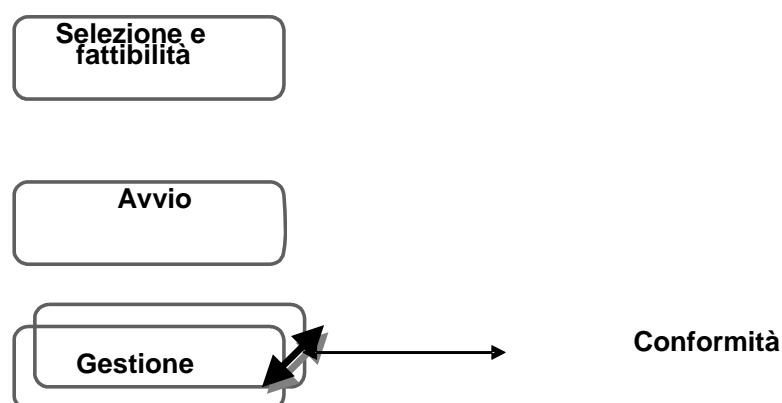 Selezione e
fattibilità
Avvio
Gestione
Conformità